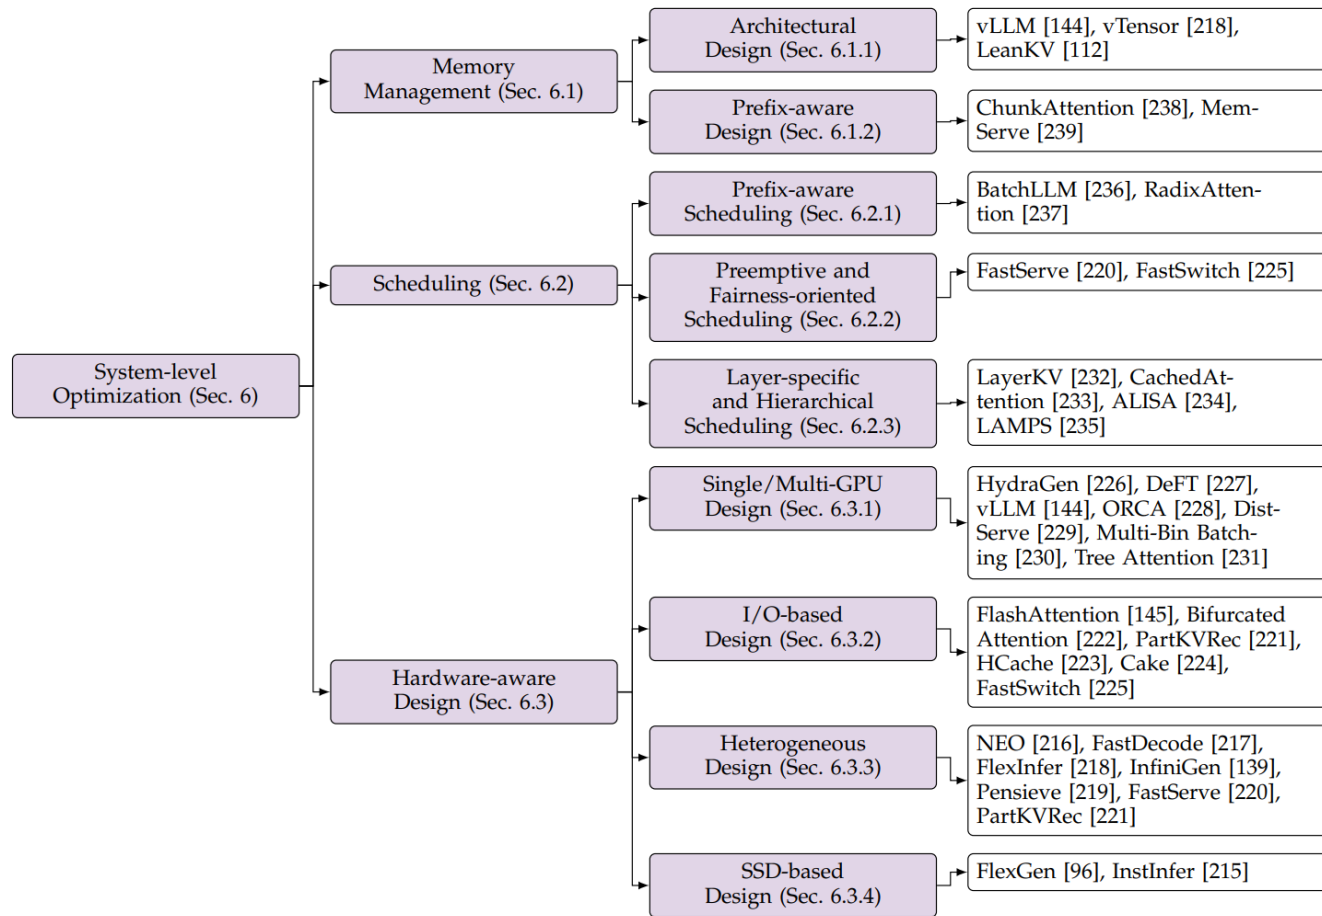 System-level
Optimization (Sec. 6)
Memory
Management (Sec. 6.1)
Architectural
Design (Sec. 6.1.1)
vLLM [144], vTensor [218],
LeanKV [112]
Prefix-aware
Design (Sec. 6.1.2)
ChunkAttention [238], Mem-
Serve [239]
Scheduling (Sec. 6.2)
Prefix-aware
Scheduling (Sec. 6.2.1)
BatchLLM [236], RadixAtten-
tion [237]
Preemptive and
Fairness-oriented
Scheduling (Sec. 6.2.2)
FastServe [220], FastSwitch [225]
Layer-specific
and Hierarchical
Scheduling (Sec. 6.2.3)
LayerKV [232], CachedAt-
tention [233], ALISA [234],
LAMPS [235]
Hardware-aware
Design (Sec. 6.3)
Single/Multi-GPU
Design (Sec. 6.3.1)
HydraGen [226], DeFT [227],
vLLM [144], ORCA [228], Dist-
Serve [229], Multi-Bin Batch-
ing [230], Tree Attention [231]
I/O-based
Design (Sec. 6.3.2)
FlashAttention [145], Bifurcated
Attention [222], PartKVRec [221],
HCache [223], Cake [224],
FastSwitch [225]
Heterogeneous
Design (Sec. 6.3.3)
NEO [216], FastDecode [217],
FlexInfer [218], InfiniGen [139],
Pensieve [219], FastServe [220],
PartKVRec [221]
SSD-based
Design (Sec. 6.3.4)
FlexGen [96], InstInfer [215]